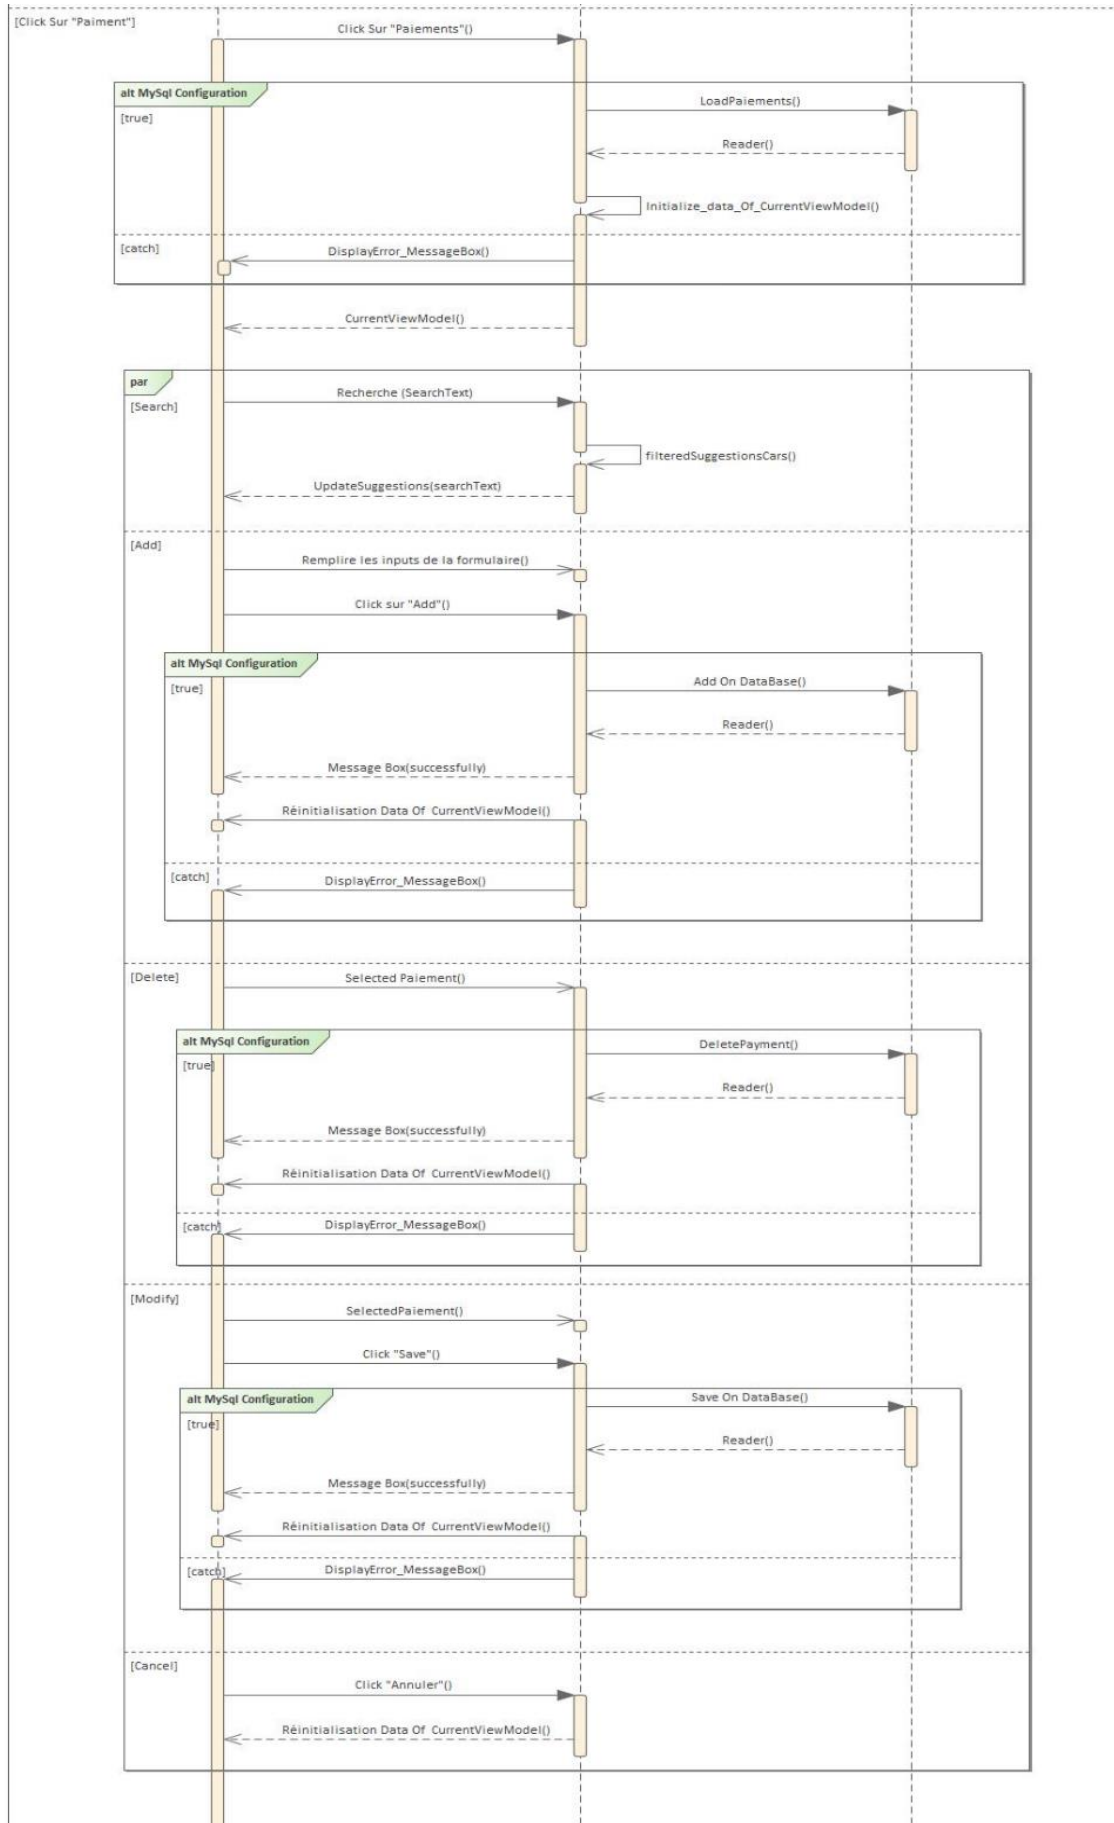 [Click Sur "Paiment"]
Click Sur "Paiements"()
alt MySql Configuration
[true]
LoadPaiements()
Reader()
Initialize_data_Of_CurrentViewModel()
[catch]
DisplayError_MessageBox()
CurrentViewModel()
par
[Search]
Recherche (SearchText)
filteredSuggestionsCars()
UpdateSuggestions(searchText)
[Add]
Remplire les inputs de la formulaire()
Click sur "Add"()
alt MySql Configuration
[true]
Add On DataBase()
Reader()
Message Box(successfully)
Réinitialisation Data Of CurrentViewModel()
[catch]
DisplayError_MessageBox()
[Delete]
Selected Paiement()
alt MySql Configuration
[true]
DeletePayment()
Reader()
Message Box(successfully)
Réinitialisation Data Of CurrentViewModel()
[catch]
DisplayError_MessageBox()
[Modify]
SelectedPaiement()
Click "Save"()
alt MySql Configuration
[true]
Save On DataBase()
Reader()
Message Box(successfully)
Réinitialisation Data Of CurrentViewModel()
[catch]
DisplayError_MessageBox()
[Cancel]
Click "Annuler"()
Réinitialisation Data Of CurrentViewModel()